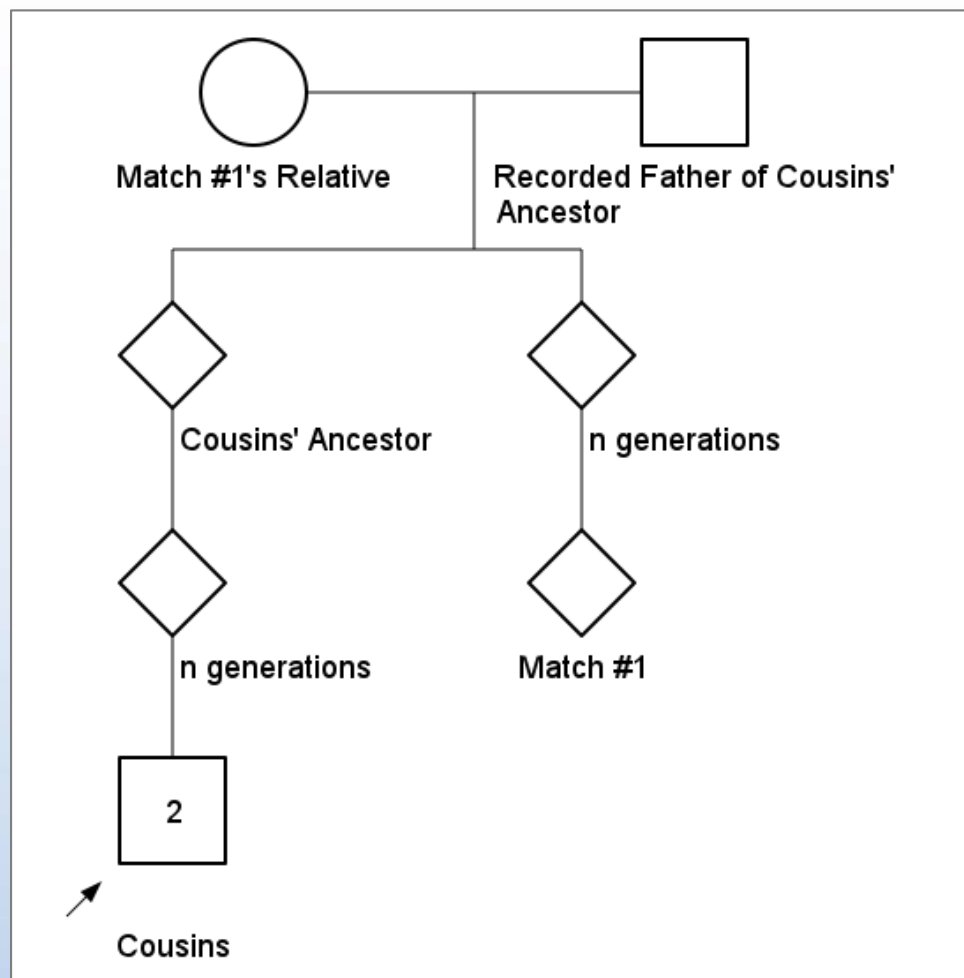 Match #1's Relative
Recorded Father of Cousins'
Ancestor
Cousins' Ancestor
n generations
n generations
Match #1
2
Cousins